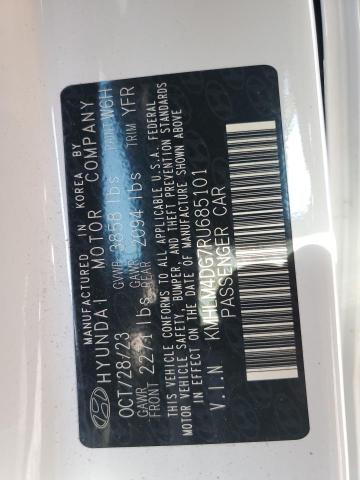 MANUFACTURED IN KOREA BY
HYUNDAI MOTOR COMPANY
OCT/28/23 GVWR 3858 lbs PAINT W6H
GAWR FRONT 2271 lbs GAWR REAR 2094 lbs TRIM YFR
THIS VEHICLE CONFORMS TO ALL APPLICABLE U.S.A. FEDERAL
MOTOR VEHICLE SAFETY, BUMPER, AND THEFT PREVENTION STANDARDS
IN EFFECT ON THE DATE OF MANUFACTURE SHOWN ABOVE
V.I.N KMHLM4DG7RU685101
PASSENGER CAR